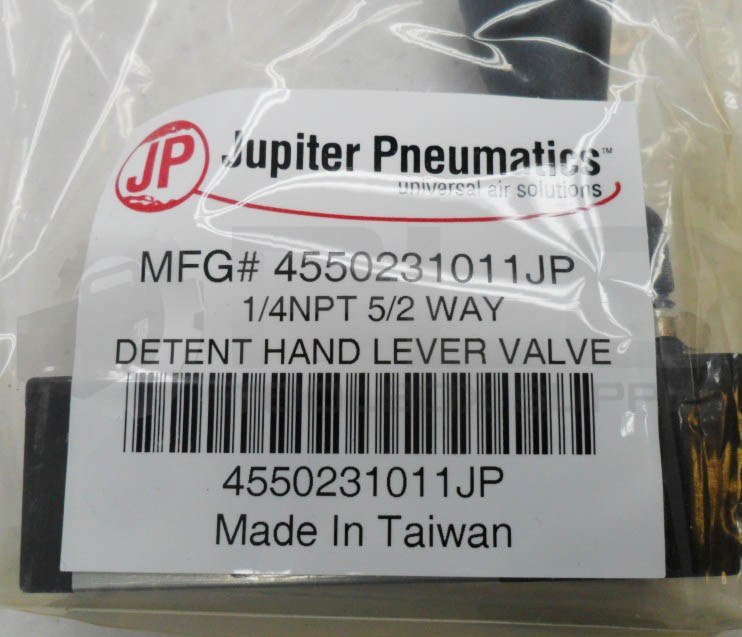 JP Jupiter Pneumatics™
universal air solutions
MFG# 4550231011JP
1/4NPT 5/2 WAY
DETENT HAND LEVER VALVE
4550231011JP
Made In Taiwan